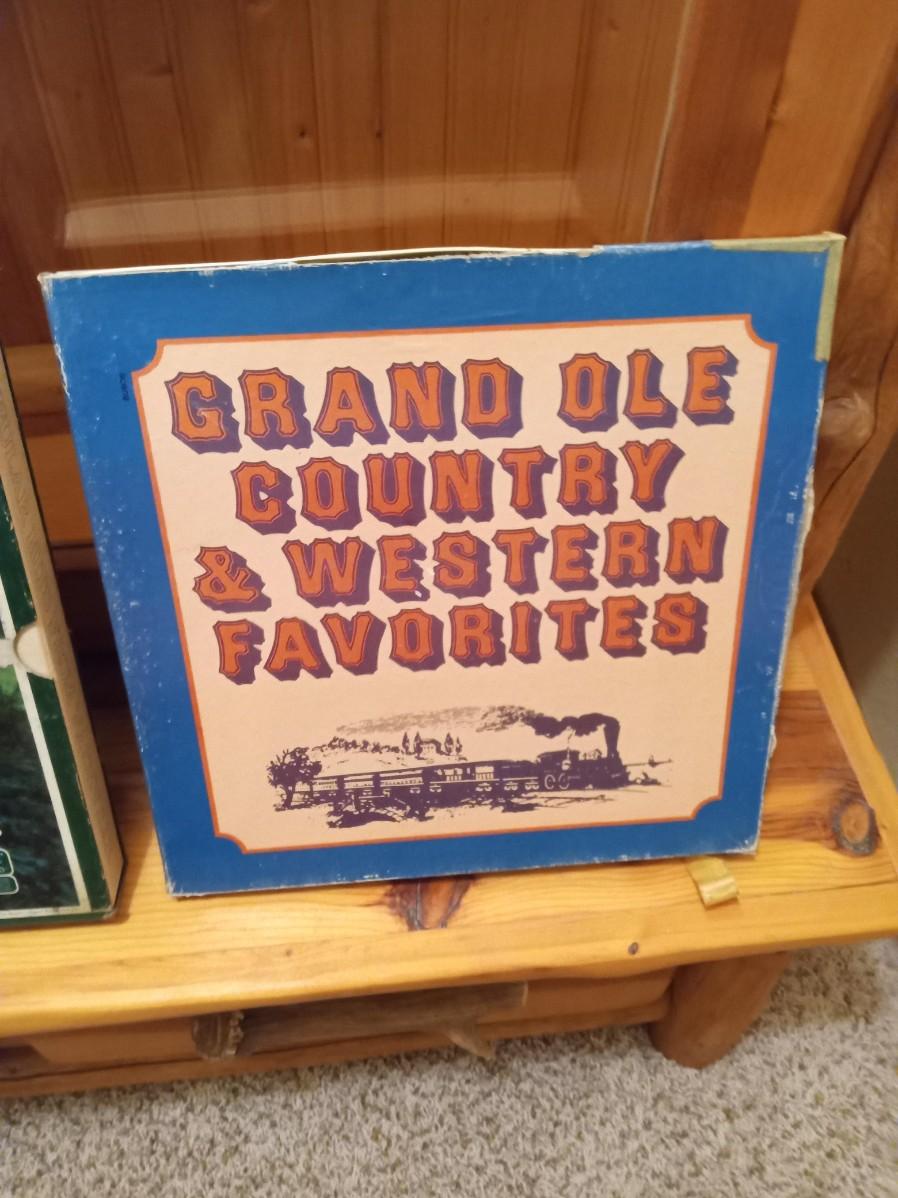 GRAND OLE
COUNTRY
& WESTERN
FAVORITES